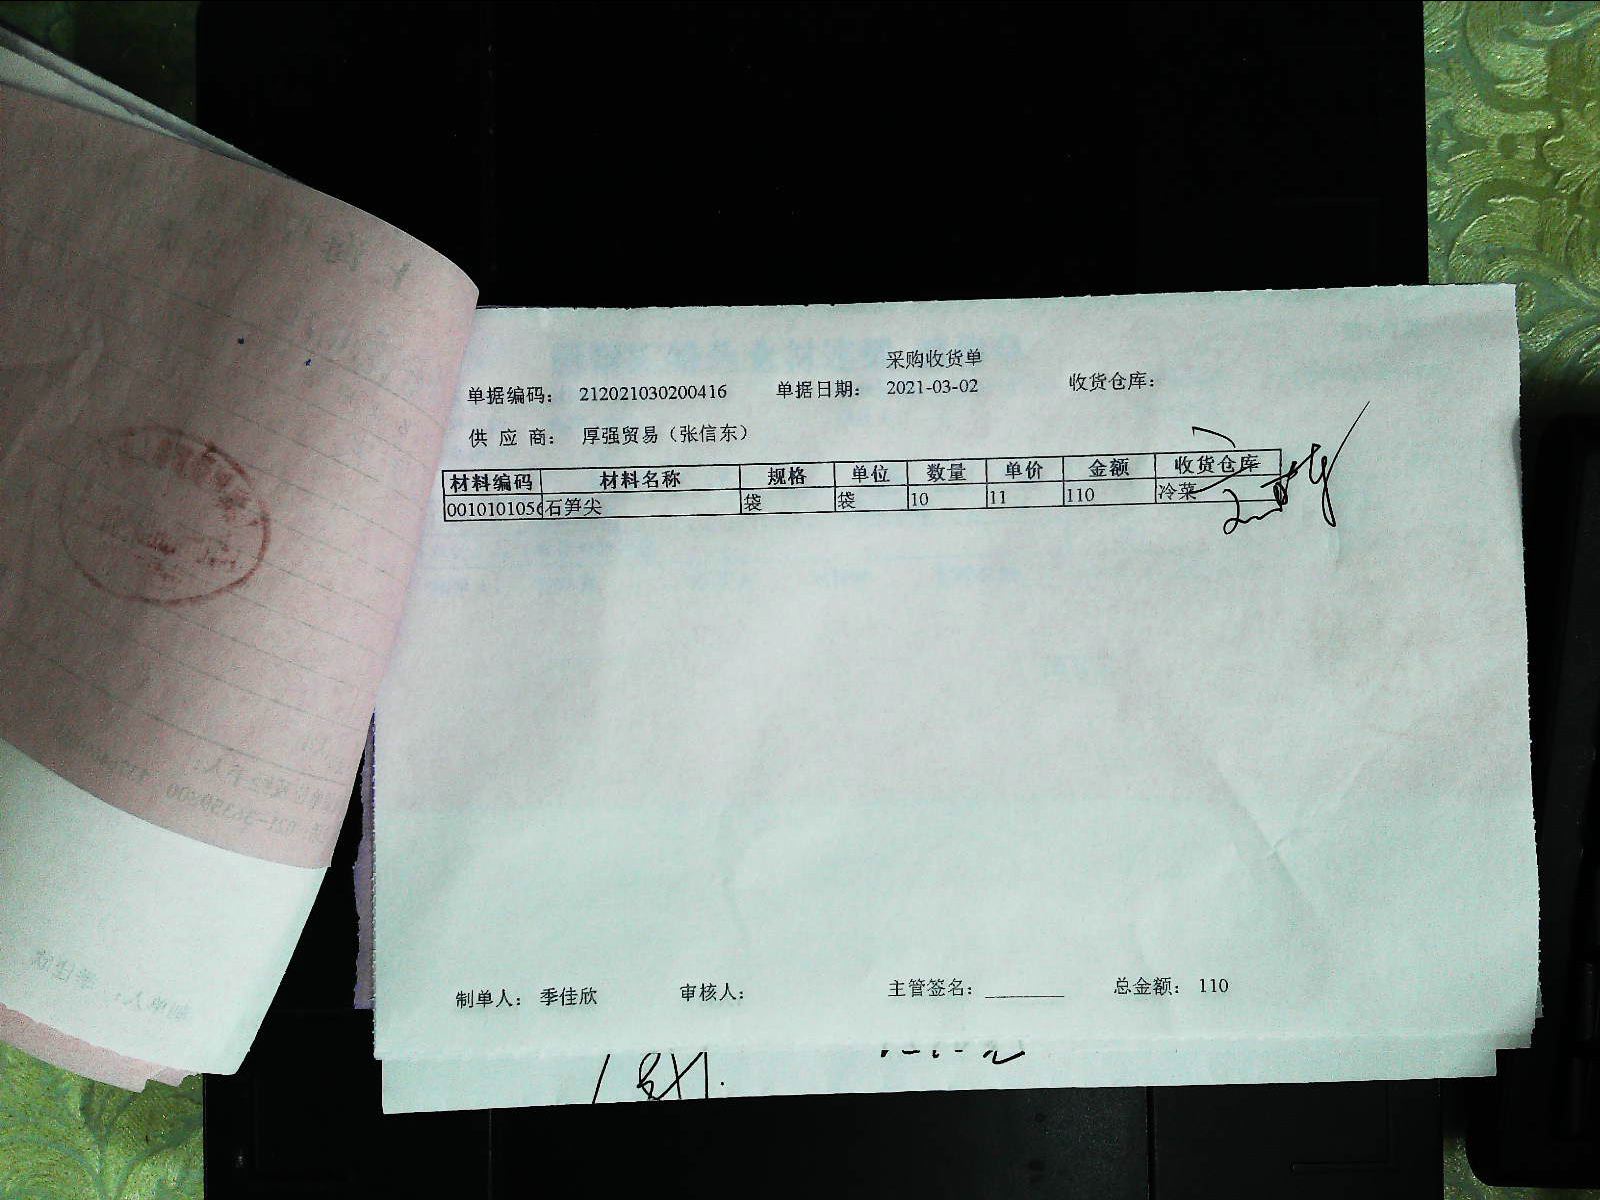 采购收货单
单据编码： 212021030200416 单据日期： 2021-03-02 收货仓库：
供 应 商： 厚强贸易（张信东）
材料编码 材料名称 规格 单位 数量 单价 金额 收货仓库
0010101056 石笋尖 袋 袋 10 11 110 冷菜
制单人： 季佳欣 审核人： 主管签名：________ 总金额： 110